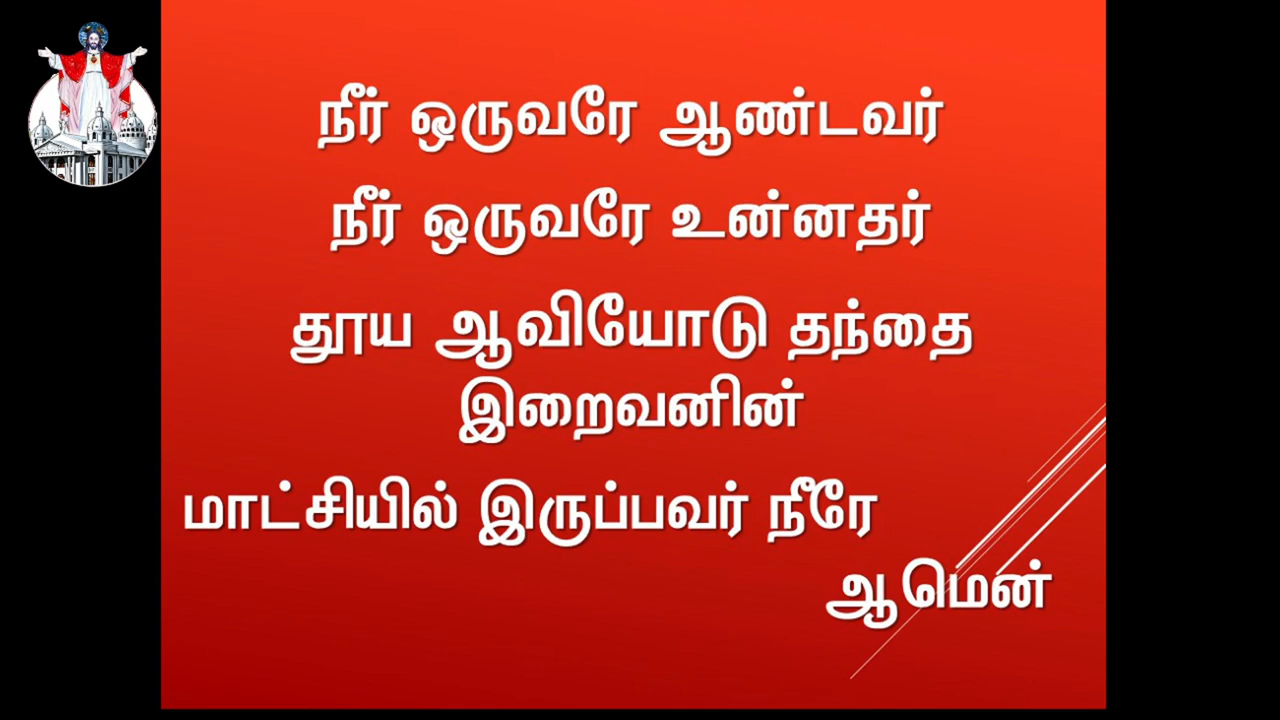 நீர் ஒருவரே ஆண்டவர்
நீர் ஒருவரே உன்னதர்
தூய ஆவியோடு தந்தை
இறைவனின்
மாட்சியில் இருப்பவர் நீரே
ஆமென்